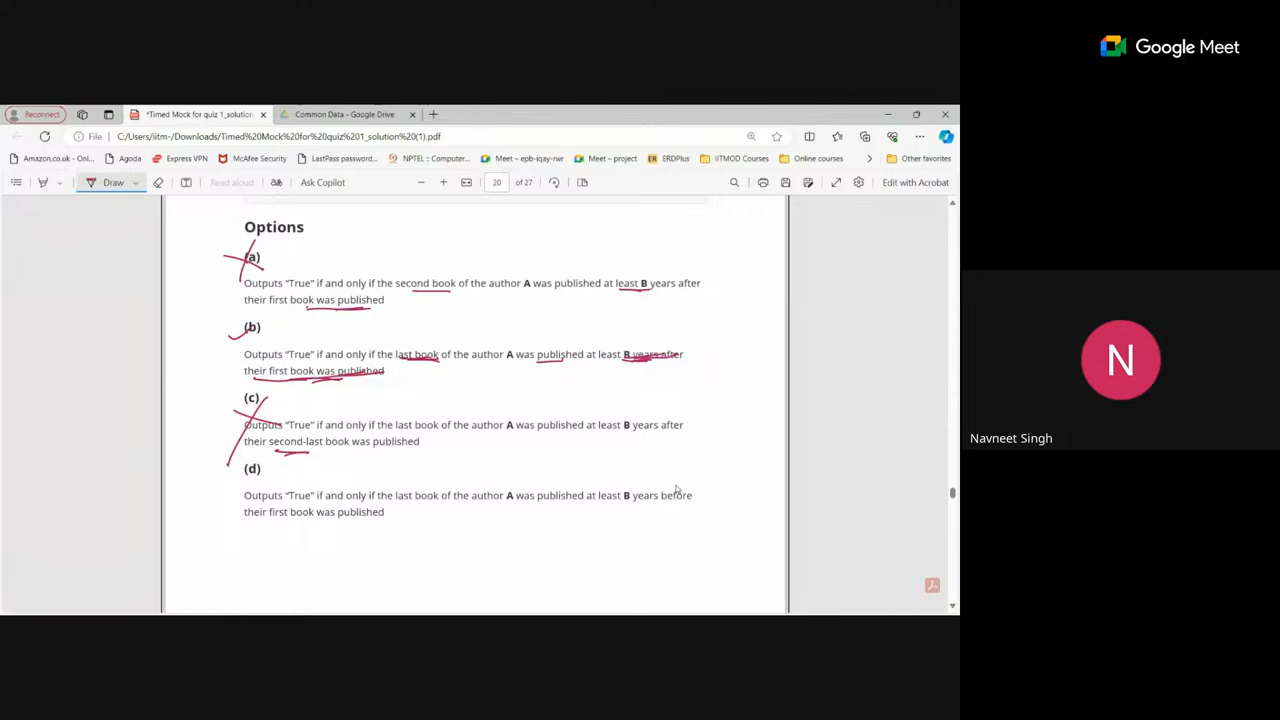 Google Meet
Reconnect
*Timed Mock for quiz 1_solution
Common Data - Google Drive
File
C:/Users/iitm-/Downloads/Timed%20Mock%20for%20quiz%201_solution%20(1).pdf
Amazon.co.uk - Onl...
Agoda
Express VPN
McAfee Security
LastPass password...
NPTEL :: Computer...
Meet – epb-iqay-rwr
Meet – project
ERDPlus
IITMOD Courses
Online courses
Other favorites
Draw
Read aloud
Ask Copilot
20 of 27
Edit with Acrobat
Options
(a)
Outputs “True” if and only if the second book of the author A was published at least B years after
their first book was published
(b)
Outputs “True” if and only if the last book of the author A was published at least B years after
their first book was published
(c)
Outputs “True” if and only if the last book of the author A was published at least B years after
their second-last book was published
(d)
Outputs “True” if and only if the last book of the author A was published at least B years before
their first book was published
N
Navneet Singh